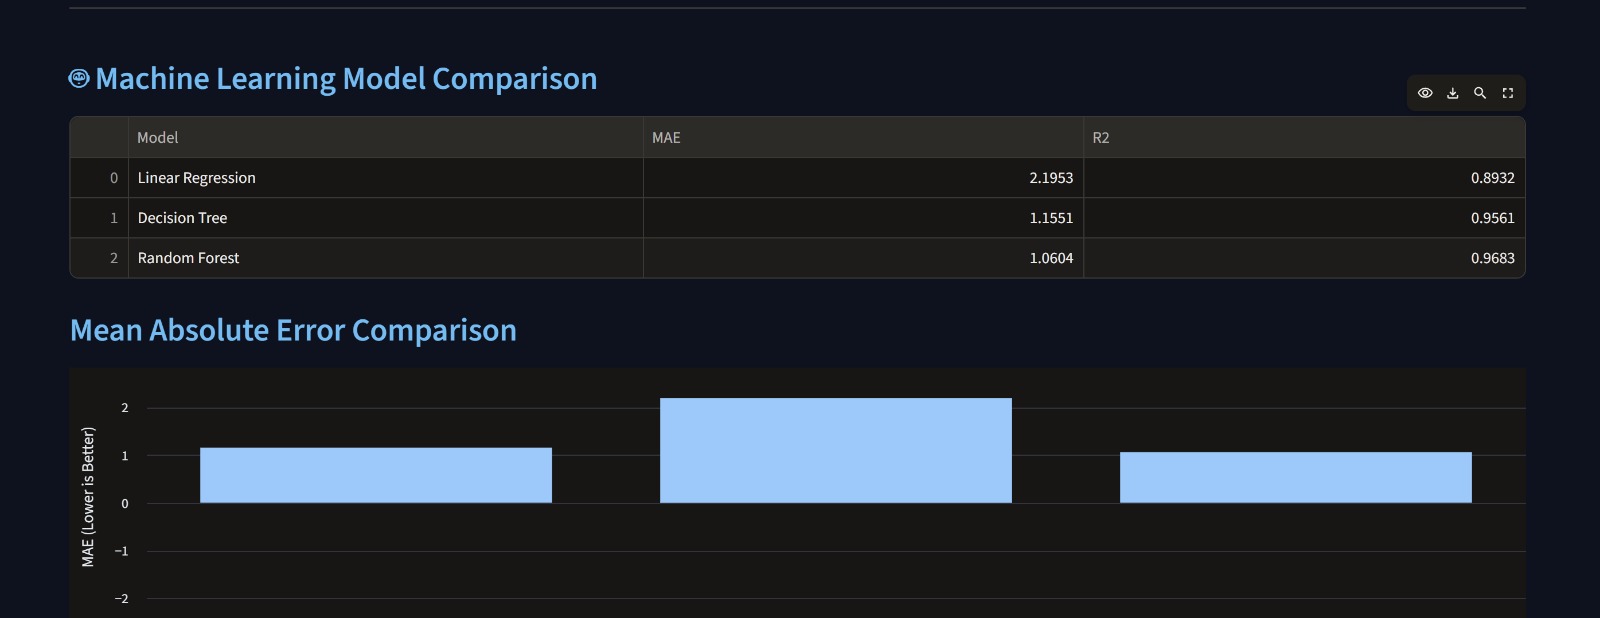 Machine Learning Model Comparison
Model MAE R2
0 Linear Regression 2.1953 0.8932
1 Decision Tree 1.1551 0.9561
2 Random Forest 1.0604 0.9683
Mean Absolute Error Comparison
MAE (Lower is Better)
2
1
0
−1
−2